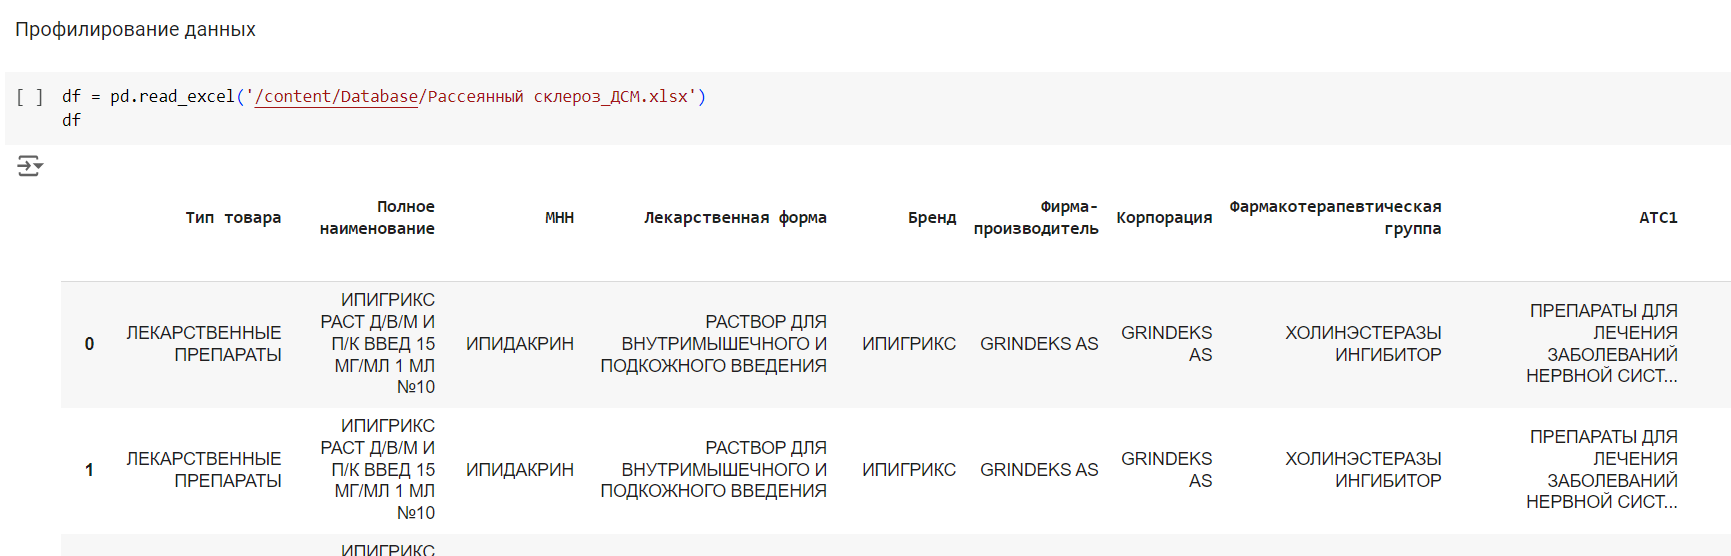 Профилирование данных
[ ] df = pd.read_excel('/content/Database/Рассеянный склероз_ДСМ.xlsx')
df
Тип товара
Полное
наименование
МНН
Лекарственная форма
Бренд
Фирма-
производитель
Корпорация
Фармакотерапевтическая
группа
АТС1
0
ЛЕКАРСТВЕННЫЕ
ПРЕПАРАТЫ
ИПИГРИКС
РАСТ Д/В/М И
П/К ВВЕД 15
МГ/МЛ 1 МЛ
№10
ИПИДАКРИН
РАСТВОР ДЛЯ
ВНУТРИМЫШЕЧНОГО И
ПОДКОЖНОГО ВВЕДЕНИЯ
ИПИГРИКС
GRINDEKS AS
GRINDEKS
AS
ХОЛИНЭСТЕРАЗЫ
ИНГИБИТОР
ПРЕПАРАТЫ ДЛЯ
ЛЕЧЕНИЯ
ЗАБОЛЕВАНИЙ
НЕРВНОЙ СИСТ...
1
ЛЕКАРСТВЕННЫЕ
ПРЕПАРАТЫ
ИПИГРИКС
РАСТ Д/В/М И
П/К ВВЕД 15
МГ/МЛ 1 МЛ
№10
ИПИДАКРИН
РАСТВОР ДЛЯ
ВНУТРИМЫШЕЧНОГО И
ПОДКОЖНОГО ВВЕДЕНИЯ
ИПИГРИКС
GRINDEKS AS
GRINDEKS
AS
ХОЛИНЭСТЕРАЗЫ
ИНГИБИТОР
ПРЕПАРАТЫ ДЛЯ
ЛЕЧЕНИЯ
ЗАБОЛЕВАНИЙ
НЕРВНОЙ СИСТ...
ИПИГРИКС